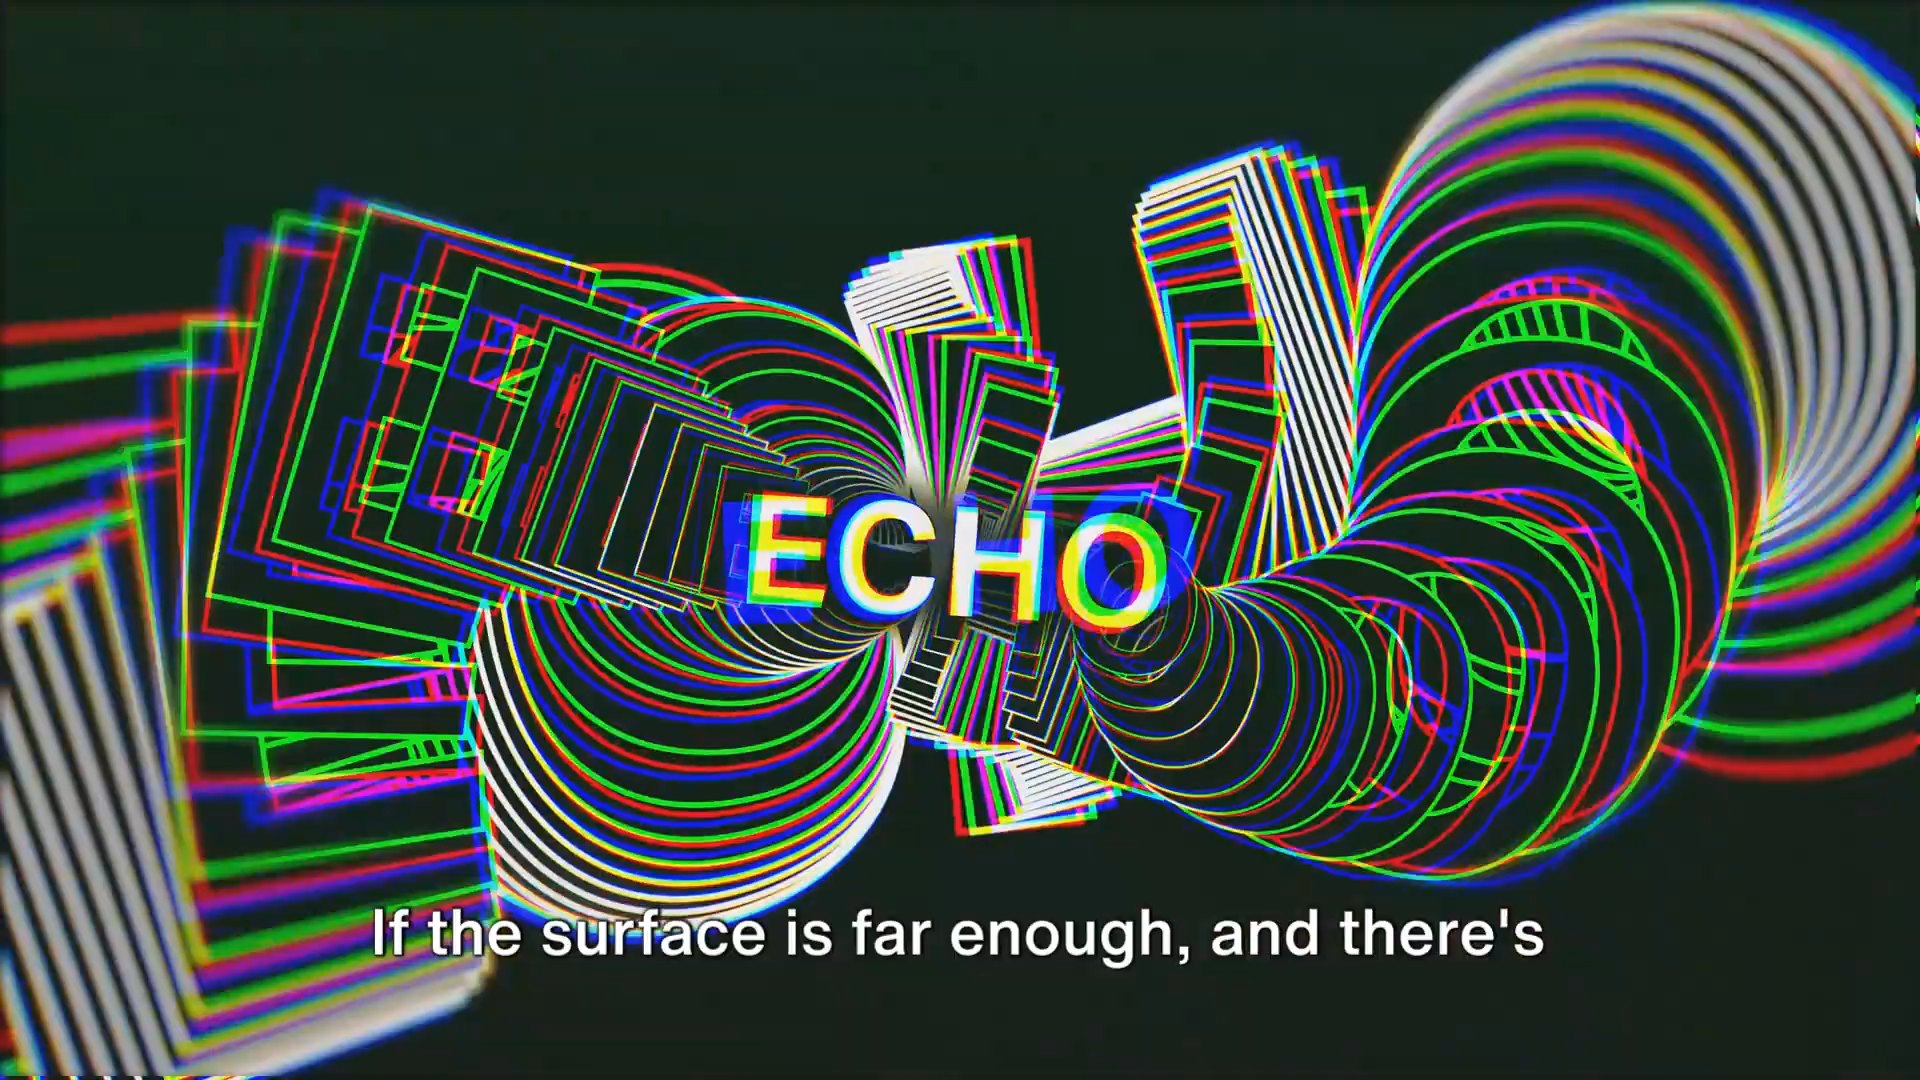 ECHO
If the surface is far enough, and there's